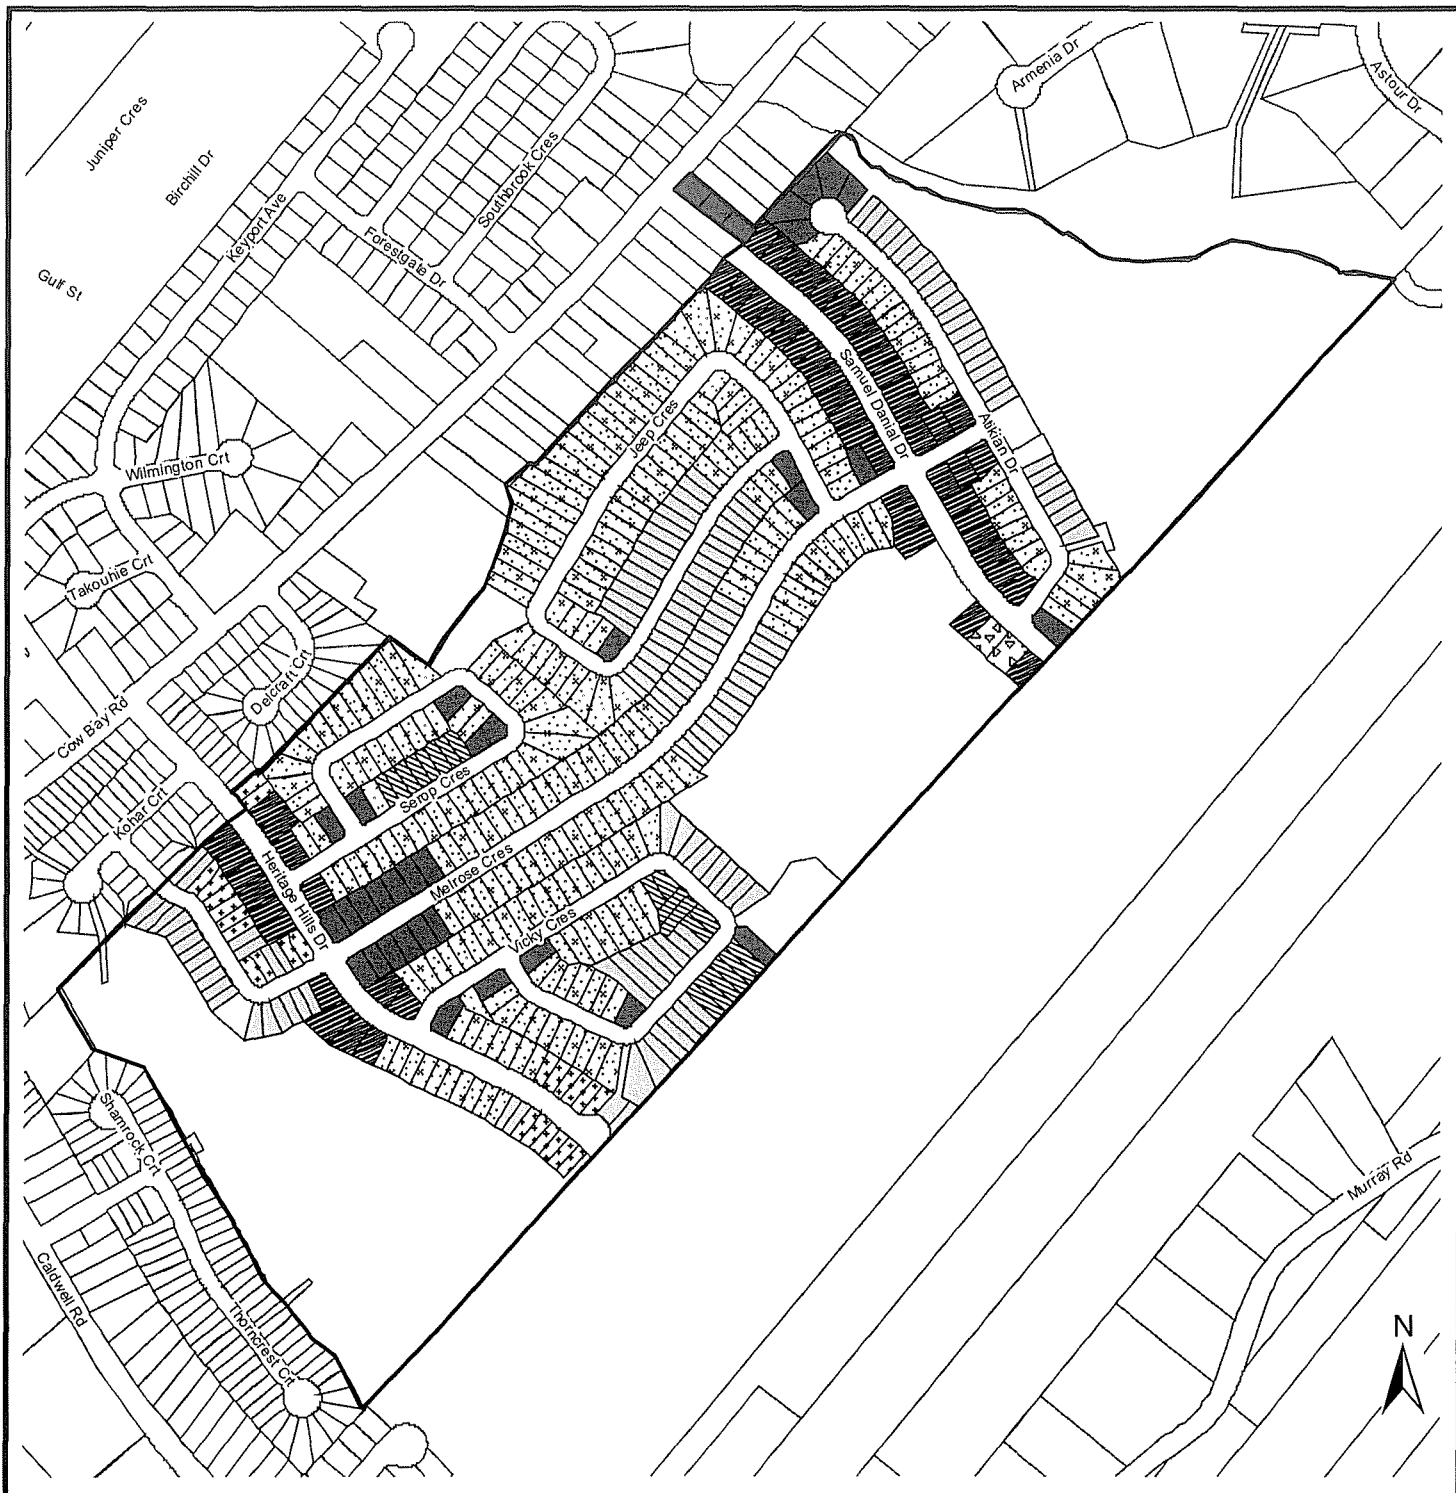 Armenia Dr
Astour Dr
Juniper Cres
Birchill Dr
Southbrook Cres
Keyport Ave
Forestgate Dr
Gulf St
Samuel Danial Dr
Jeep Cres
Atikian Dr
Wilmington Crt
Takouhie Crt
Delcraft Crt
Cow Bay Rd
Serop Cres
Kohar Crt
Heritage Hills Dr
Melrose Cres
Vicky Cres
Shamrock Crt
Murray Rd
Caldwell Rd
Thorncrest Crt
N